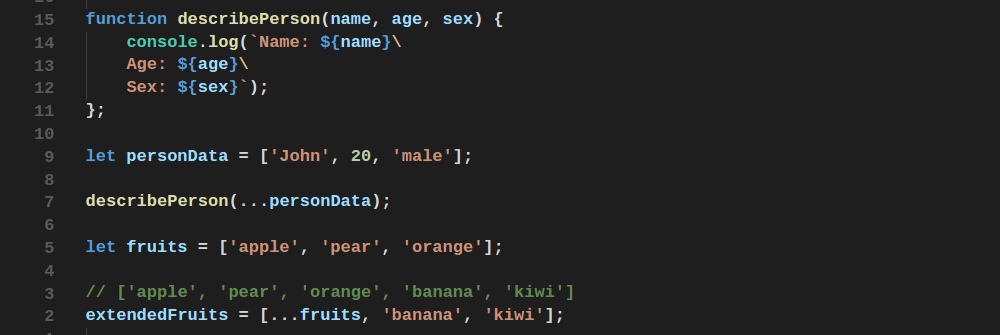 15 function describePerson(name, age, sex) {
14     console.log(`Name: ${name}\
13     Age: ${age}\
12     Sex: ${sex}`);
11 };
10
9 let personData = ['John', 20, 'male'];
8
7 describePerson(...personData);
6
5 let fruits = ['apple', 'pear', 'orange'];
4
3 // ['apple', 'pear', 'orange', 'banana', 'kiwi']
2 extendedFruits = [...fruits, 'banana', 'kiwi'];